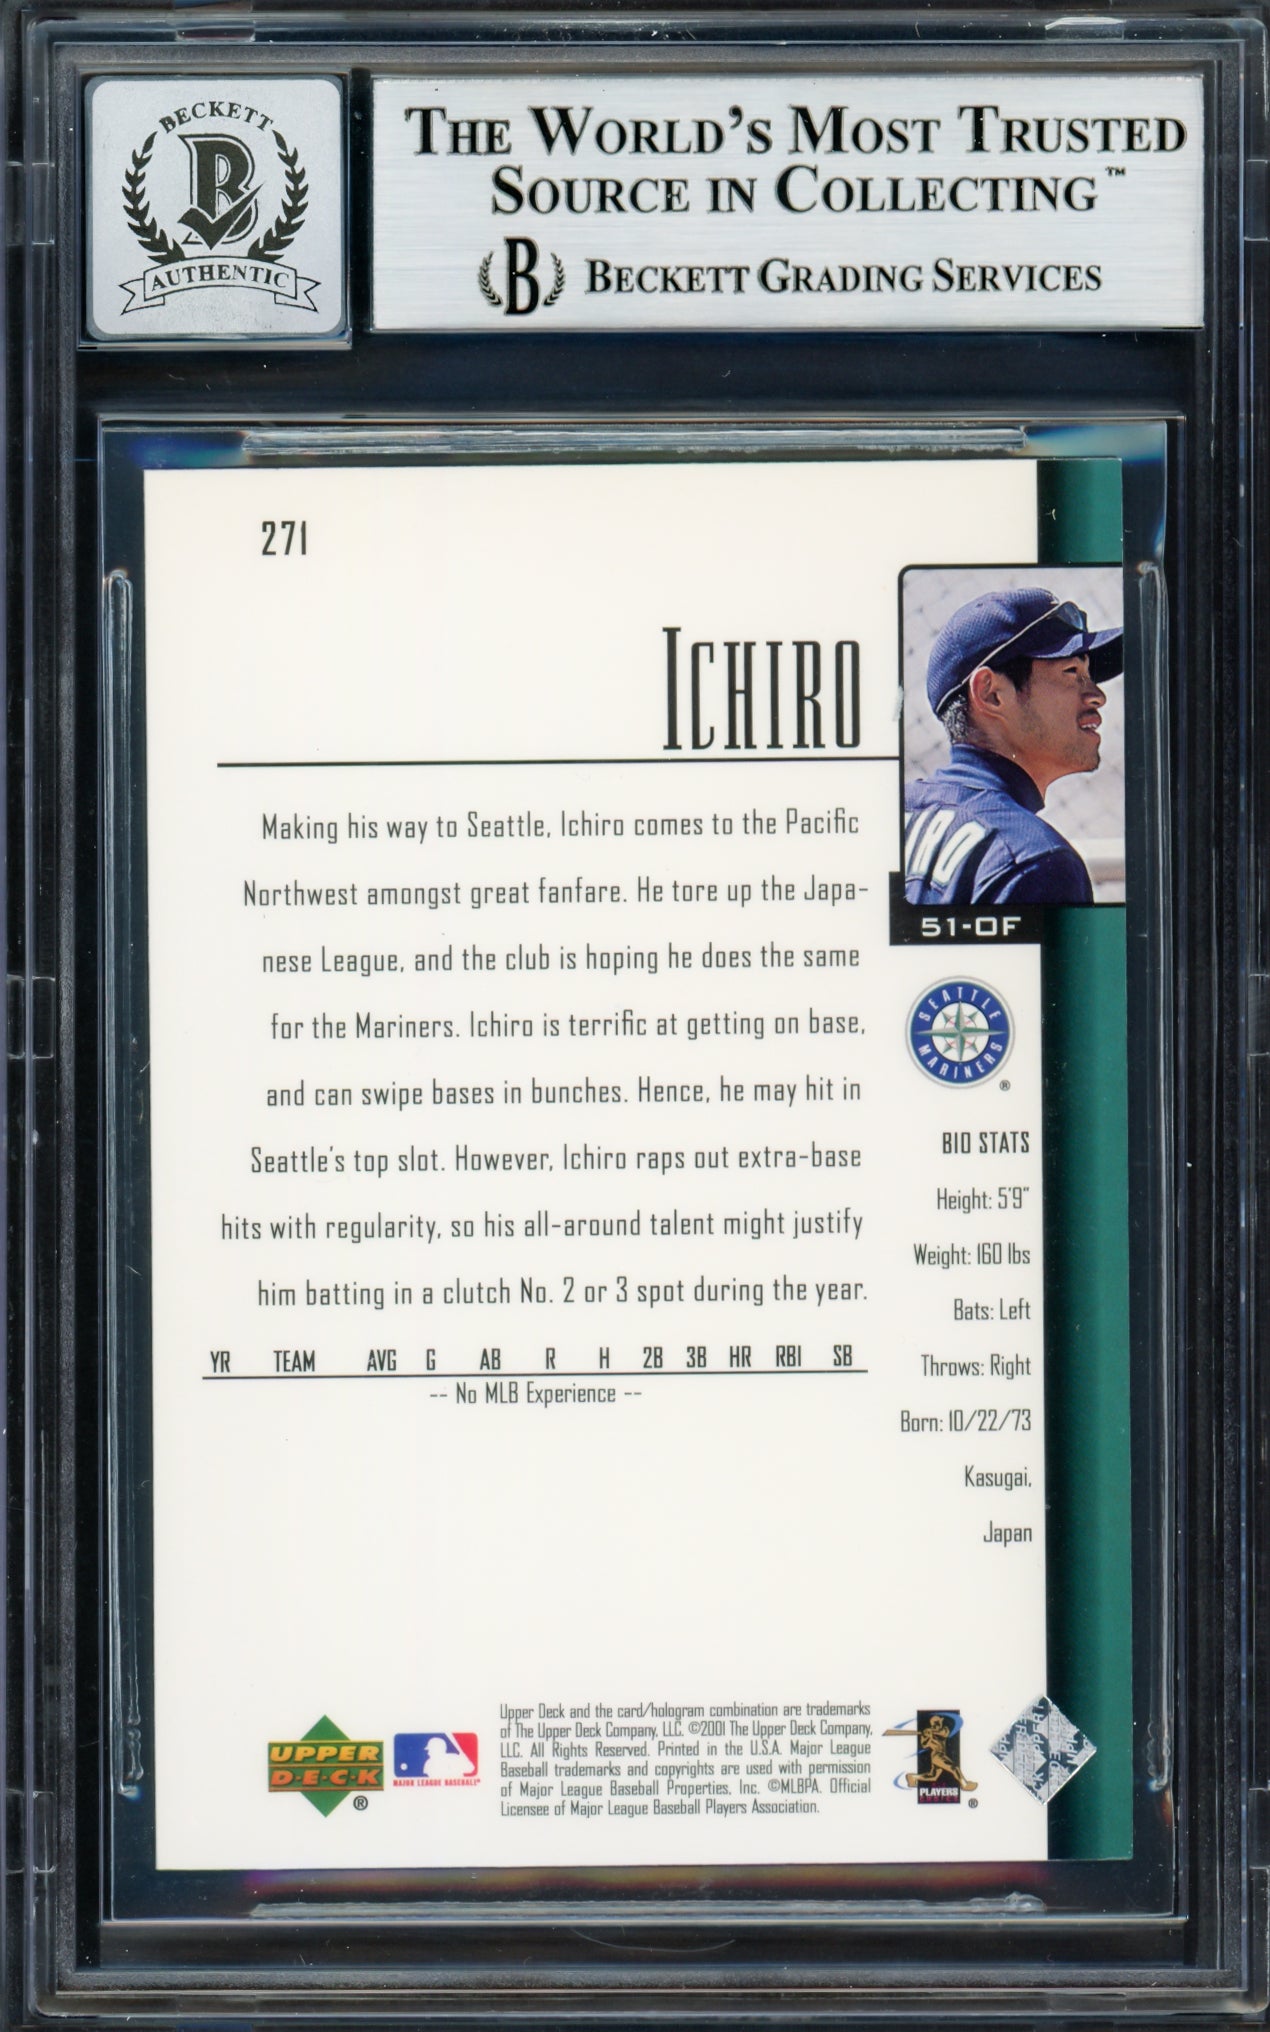 BECKETT
B
AUTHENTIC
THE WORLD'S MOST TRUSTED
SOURCE IN COLLECTING™
B BECKETT GRADING SERVICES
271
ICHIRO
Making his way to Seattle, Ichiro comes to the Pacific
Northwest amongst great fanfare. He tore up the Japa-
nese League, and the club is hoping he does the same
for the Mariners. Ichiro is terrific at getting on base,
and can swipe bases in bunches. Hence, he may hit in
Seattle's top slot. However, Ichiro raps out extra-base
hits with regularity, so his all-around talent might justify
him batting in a clutch No. 2 or 3 spot during the year.
YR TEAM AVG G AB R H 2B 3B HR RBI SB
-- No MLB Experience --
IRO
51-OF
SEATTLE
MARINERS
®
BIO STATS
Height: 5'9"
Weight: 160 lbs
Bats: Left
Throws: Right
Born: 10/22/73
Kasugai,
Japan
UPPER
D·E·C·K
®
MAJOR LEAGUE BASEBALL®
Upper Deck and the card/hologram combination are trademarks
of The Upper Deck Company, LLC. ©2001 The Upper Deck Company,
LLC. All Rights Reserved. Printed in the U.S.A. Major League
Baseball trademarks and copyrights are used with permission
of Major League Baseball Properties, Inc. ©MLBPA. Official
Licensee of Major League Baseball Players Association.
PLAYERS
®